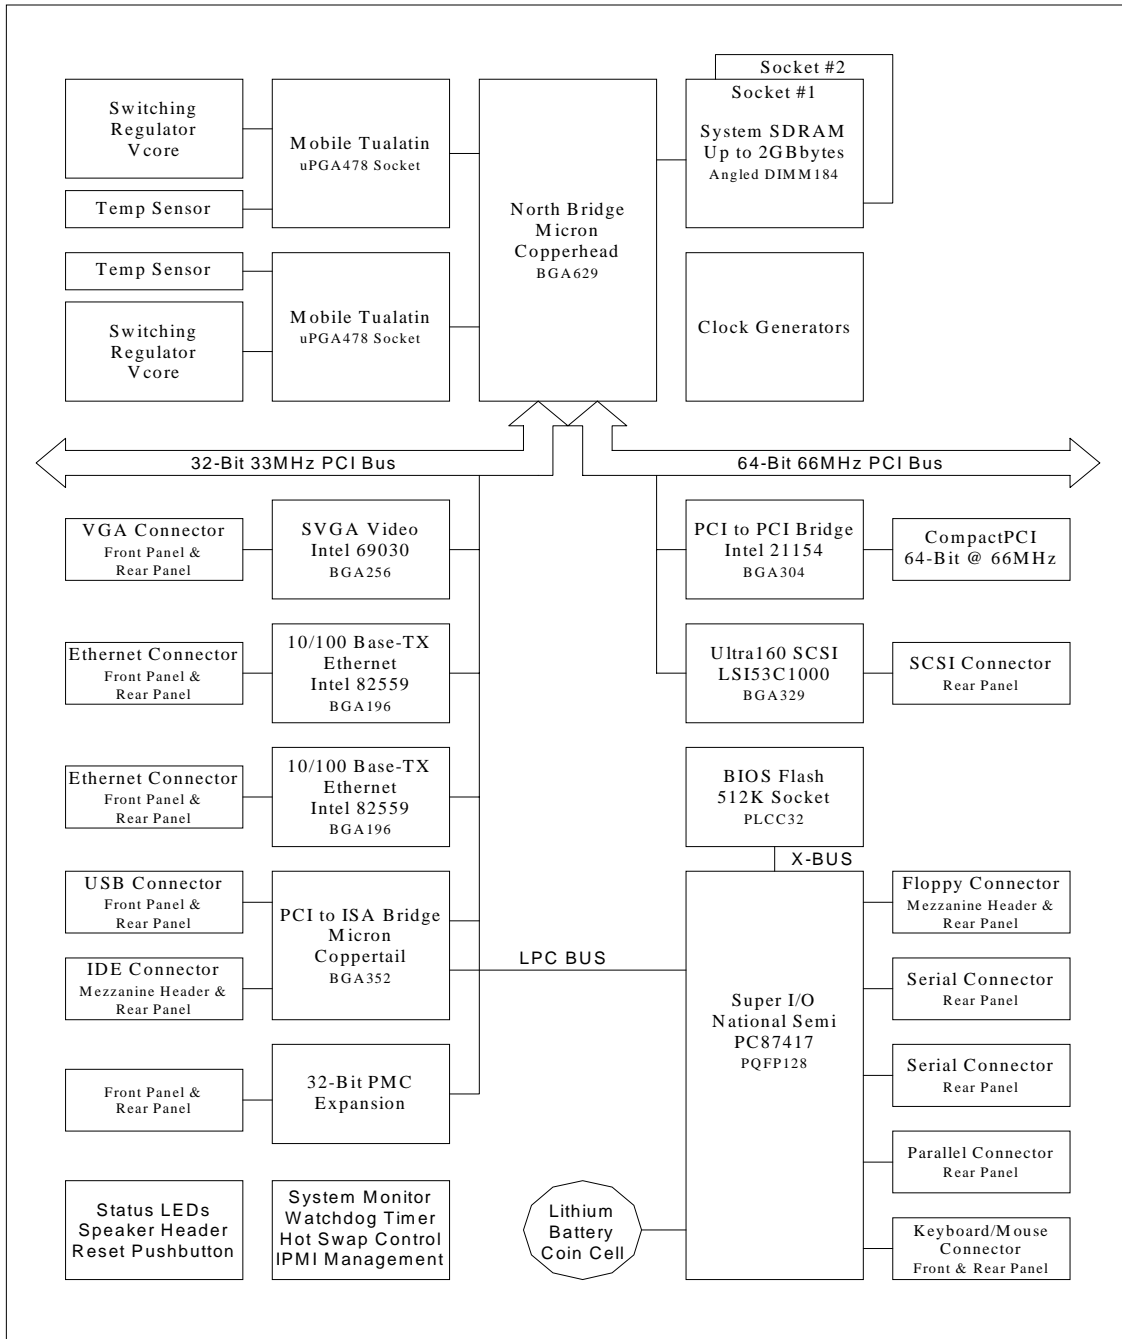 Socket #2
Socket #1
System SDRAM
Up to 2GBbytes
Angled DIMM184
Switching
Regulator
Vcore
Mobile Tualatin
uPGA478 Socket
Temp Sensor
North Bridge
Micron
Copperhead
BGA629
Temp Sensor
Mobile Tualatin
uPGA478 Socket
Switching
Regulator
Vcore
Clock Generators
32-Bit 33MHz PCI Bus
64-Bit 66MHz PCI Bus
VGA Connector
Front Panel &
Rear Panel
SVGA Video
Intel 69030
BGA256
PCI to PCI Bridge
Intel 21154
BGA304
CompactPCI
64-Bit @ 66MHz
Ethernet Connector
Front Panel &
Rear Panel
10/100 Base-TX
Ethernet
Intel 82559
BGA196
Ultra160 SCSI
LSI53C1000
BGA329
SCSI Connector
Rear Panel
Ethernet Connector
Front Panel &
Rear Panel
10/100 Base-TX
Ethernet
Intel 82559
BGA196
BIOS Flash
512K Socket
PLCC32
X-BUS
USB Connector
Front Panel &
Rear Panel
PCI to ISA Bridge
Micron
Coppertail
BGA352
IDE Connector
Mezzanine Header &
Rear Panel
LPC BUS
Super I/O
National Semi
PC87417
PQFP128
Floppy Connector
Mezzanine Header &
Rear Panel
Serial Connector
Rear Panel
Serial Connector
Rear Panel
Front Panel &
Rear Panel
32-Bit PMC
Expansion
Parallel Connector
Rear Panel
Status LEDs
Speaker Header
Reset Pushbutton
System Monitor
Watchdog Timer
Hot Swap Control
IPMI Management
Lithium
Battery
Coin Cell
Keyboard/Mouse
Connector
Front & Rear Panel